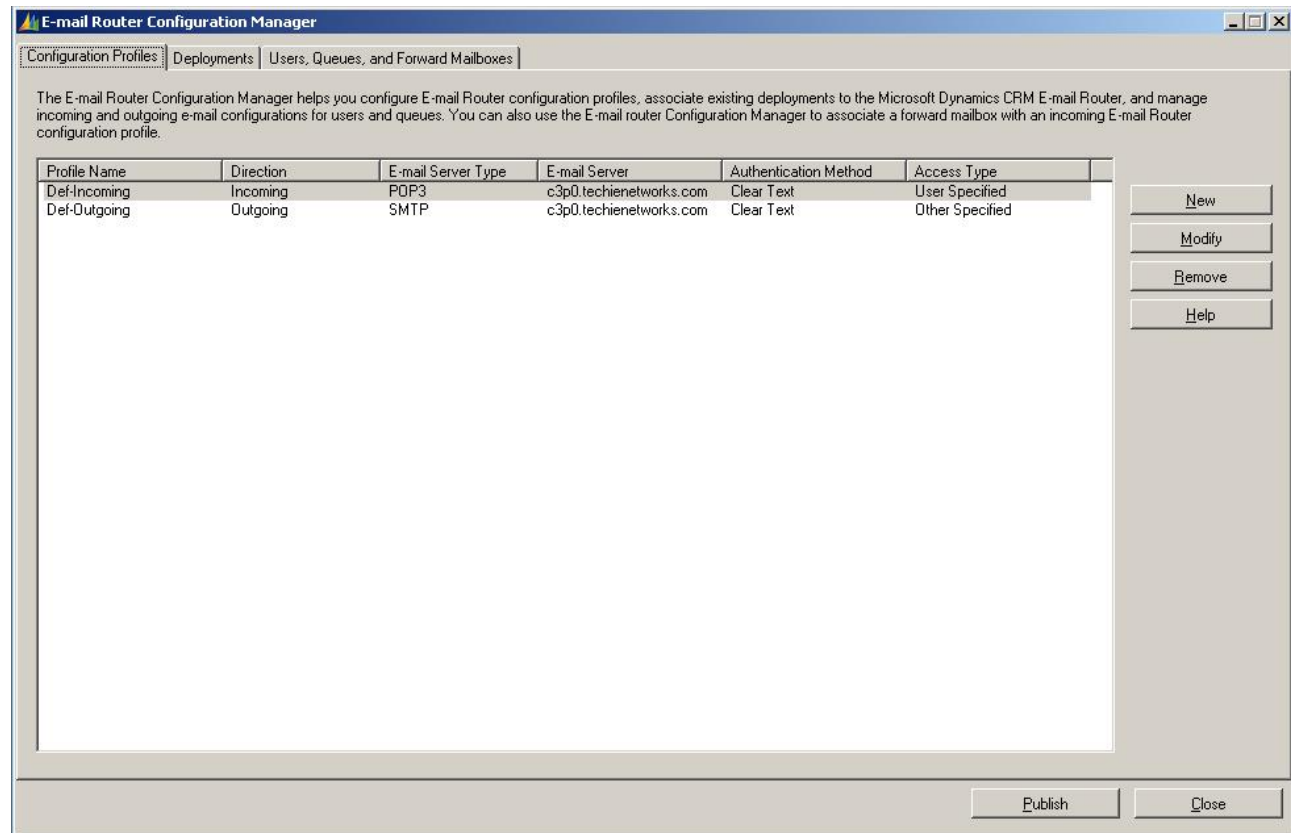 E-mail Router Configuration Manager
Configuration Profiles Deployments Users, Queues, and Forward Mailboxes
The E-mail Router Configuration Manager helps you configure E-mail Router configuration profiles, associate existing deployments to the Microsoft Dynamics CRM E-mail Router, and manage
incoming and outgoing e-mail configurations for users and queues. You can also use the E-mail router Configuration Manager to associate a forward mailbox with an incoming E-mail Router
configuration profile.
Profile Name Direction E-mail Server Type E-mail Server Authentication Method Access Type
Def-Incoming Incoming POP3 c3p0.techienetworks.com Clear Text User Specified
Def-Outgoing Outgoing SMTP c3p0.techienetworks.com Clear Text Other Specified
New
Modify
Remove
Help
Publish Close